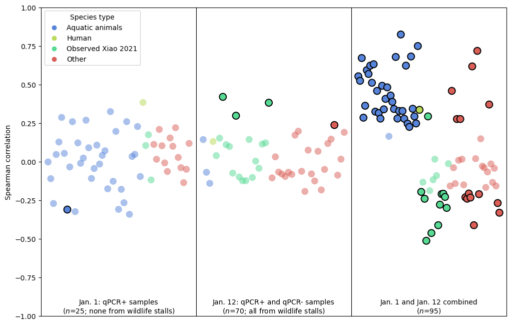 Species type
Aquatic animals
Human
Observed Xiao 2021
Other
Spearman correlation
1.00
0.75
0.50
0.25
0.00
−0.25
−0.50
−0.75
−1.00
Jan. 1: qPCR+ samples
(n=25; none from wildlife stalls)
Jan. 12: qPCR+ and qPCR- samples
(n=70; all from wildlife stalls)
Jan. 1 and Jan. 12 combined
(n=95)